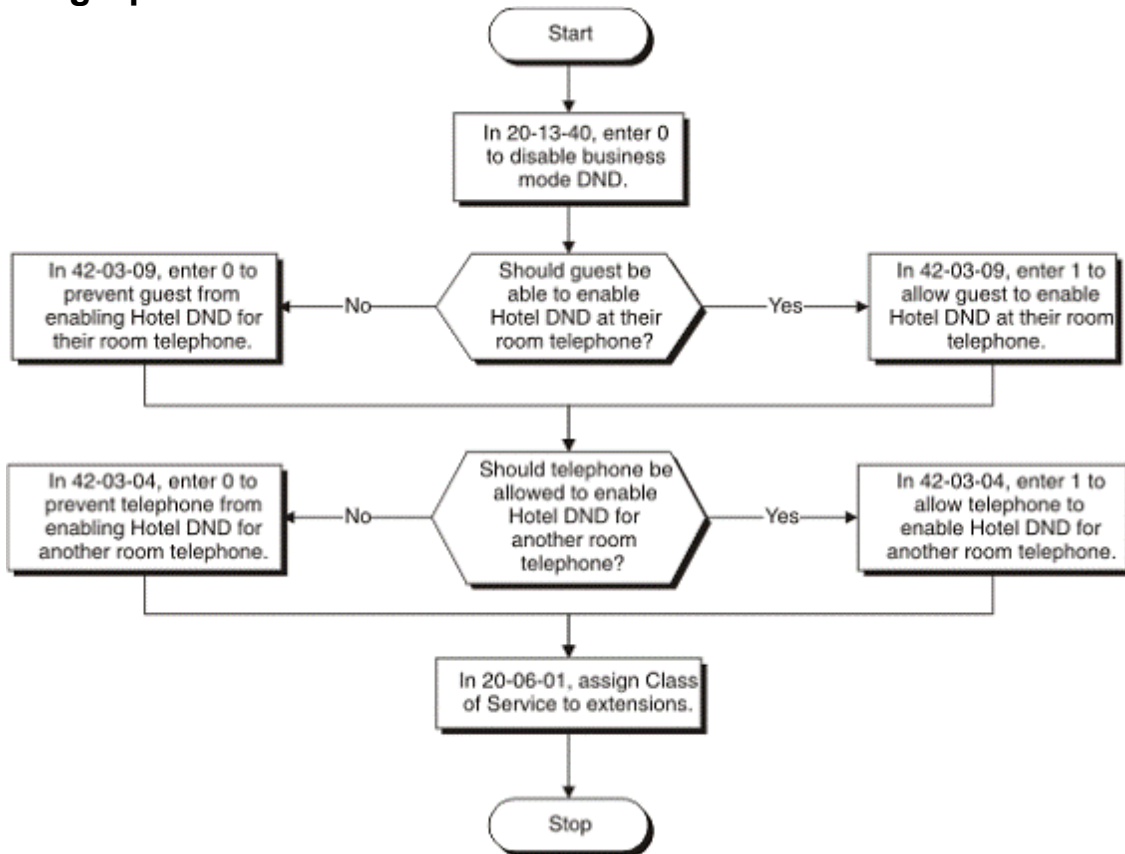 Start
In 20-13-40, enter 0
to disable business
mode DND.
Should guest be
able to enable
Hotel DND at their
room telephone?
No
Yes
In 42-03-09, enter 0 to
prevent guest from
enabling Hotel DND for
their room telephone.
In 42-03-09, enter 1 to
allow guest to enable
Hotel DND at their room
telephone.
Should telephone be
allowed to enable
Hotel DND for
another room
telephone?
No
Yes
In 42-03-04, enter 0 to
prevent telephone from
enabling Hotel DND for
another room telephone.
In 42-03-04, enter 1 to
allow telephone to
enable Hotel DND for
another room telephone.
In 20-06-01, assign Class
of Service to extensions.
Stop